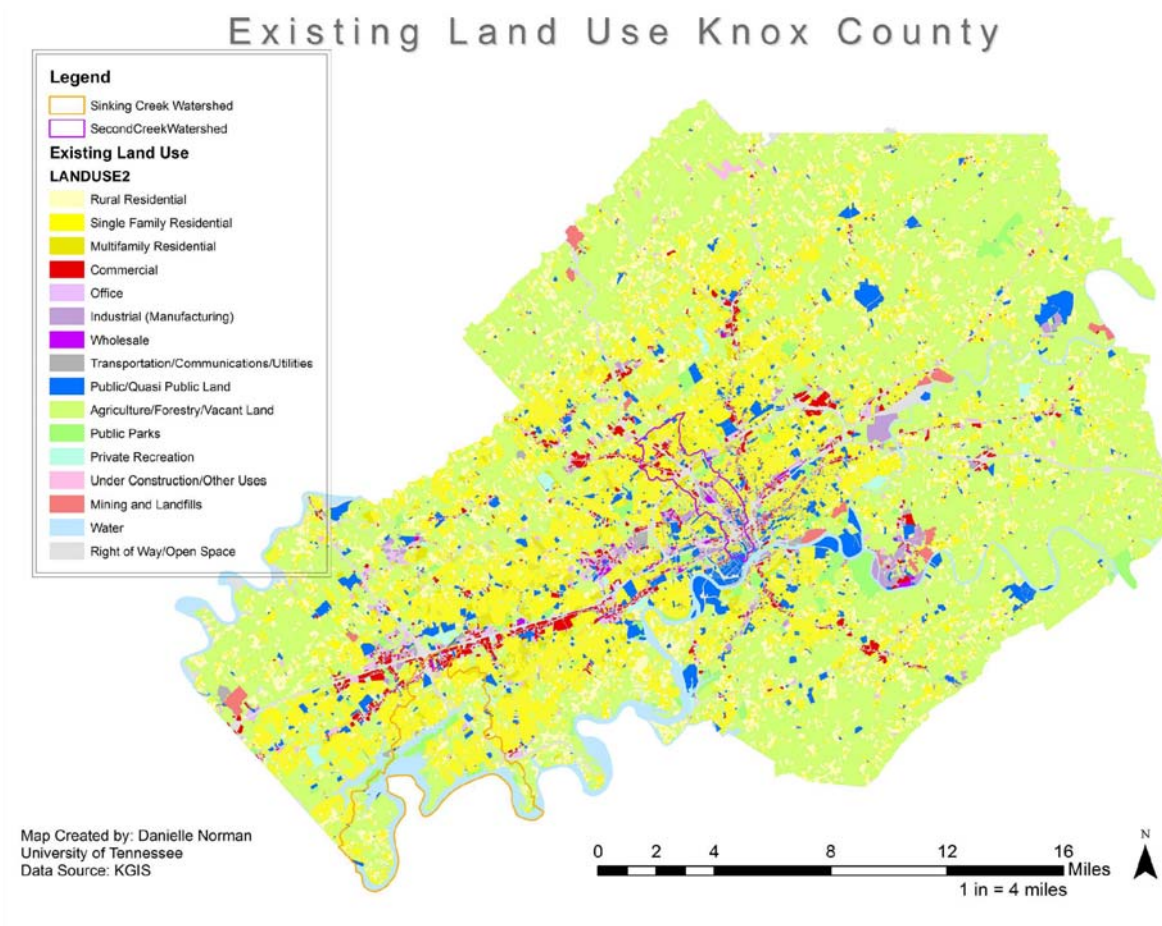 Existing Land Use Knox County
Legend
Sinking Creek Watershed
SecondCreekWatershed
Existing Land Use
LANDUSE2
Rural Residential
Single Family Residential
Multifamily Residential
Commercial
Office
Industrial (Manufacturing)
Wholesale
Transportation/Communications/Utilities
Public/Quasi Public Land
Agriculture/Forestry/Vacant Land
Public Parks
Private Recreation
Under Construction/Other Uses
Mining and Landfills
Water
Right of Way/Open Space
Map Created by: Danielle Norman
University of Tennessee
Data Source: KGIS
0 2 4 8 12 16
Miles
1 in = 4 miles
N